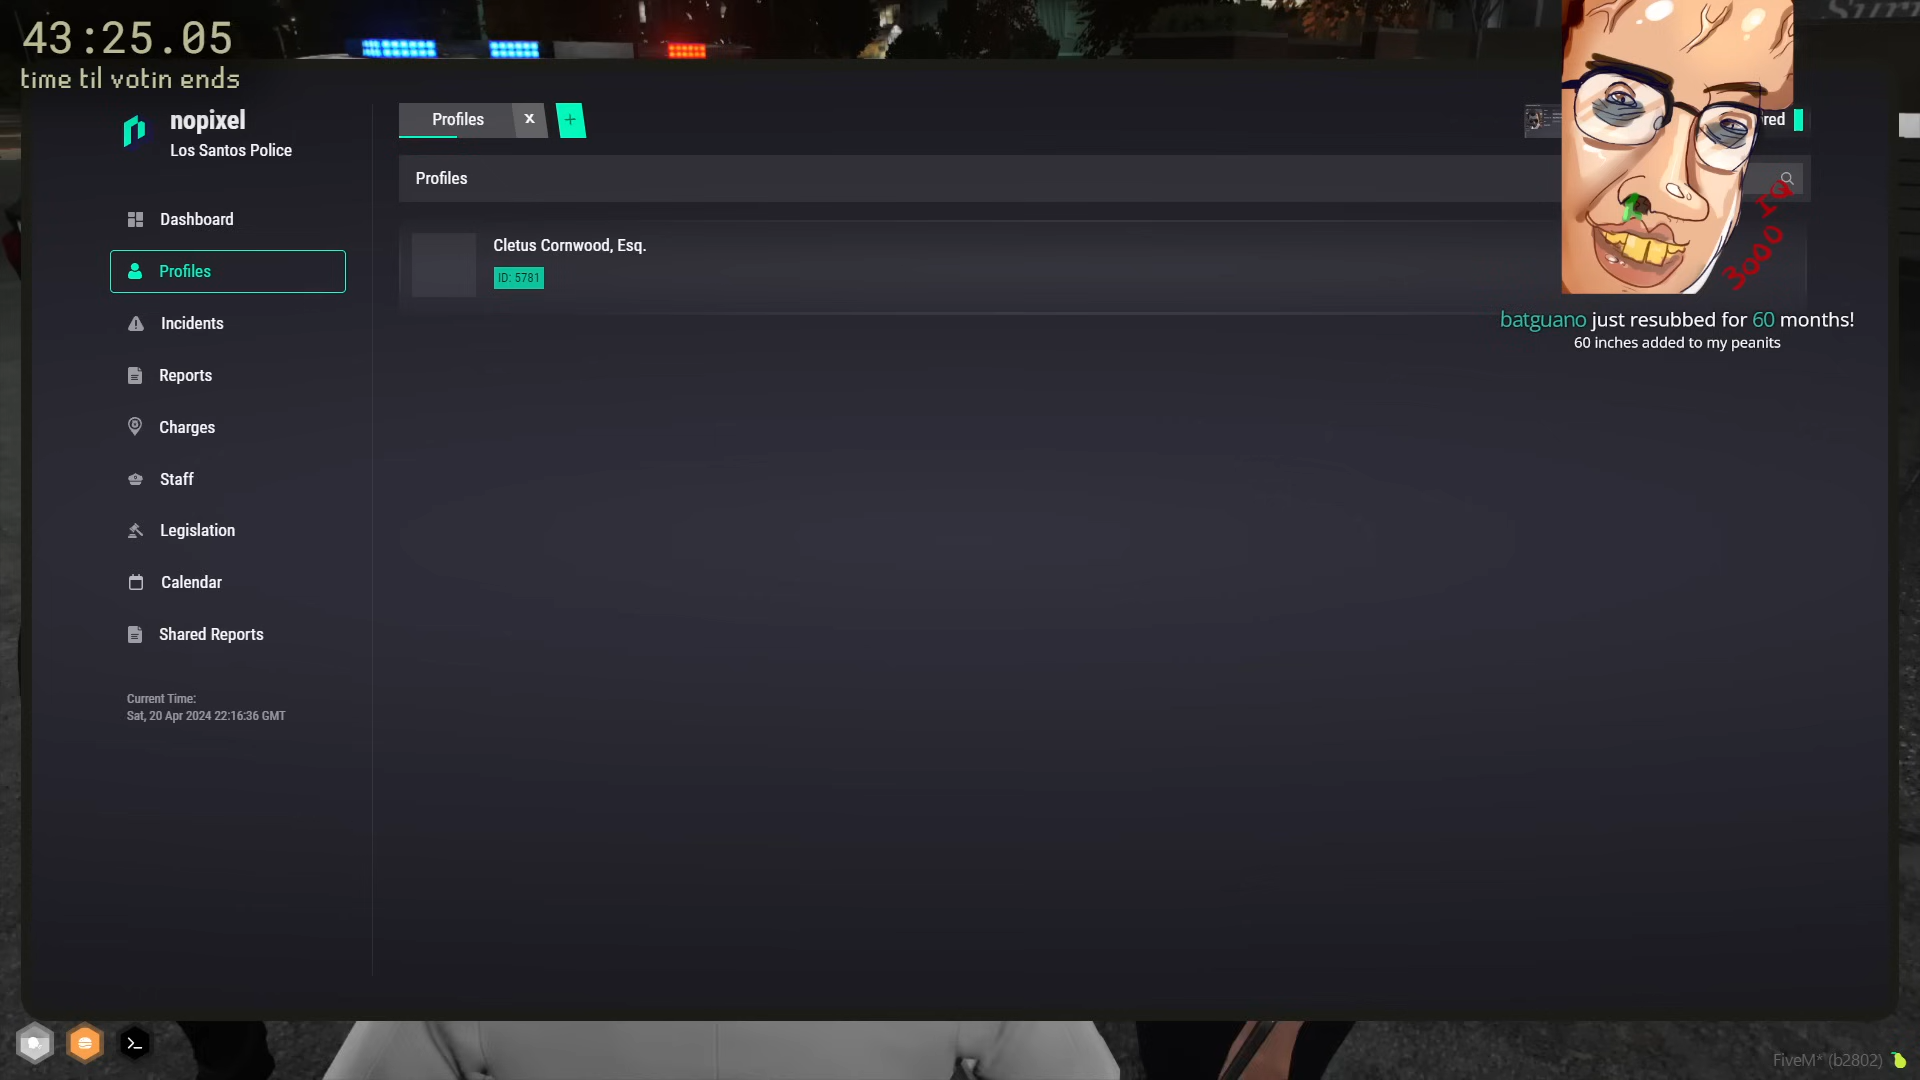 43:25.05
time til votin ends
nopixel
Los Santos Police
Dashboard
Profiles
Incidents
Reports
Charges
Staff
Legislation
Calendar
Shared Reports
Current Time:
Sat, 20 Apr 2024 22:16:36 GMT
Profiles x +
Profiles
Cletus Cornwood, Esq.
ID: 5781
red
3000 IQ
batguano just resubbed for 60 months!
60 inches added to my peanits
FiveM* (b2802)